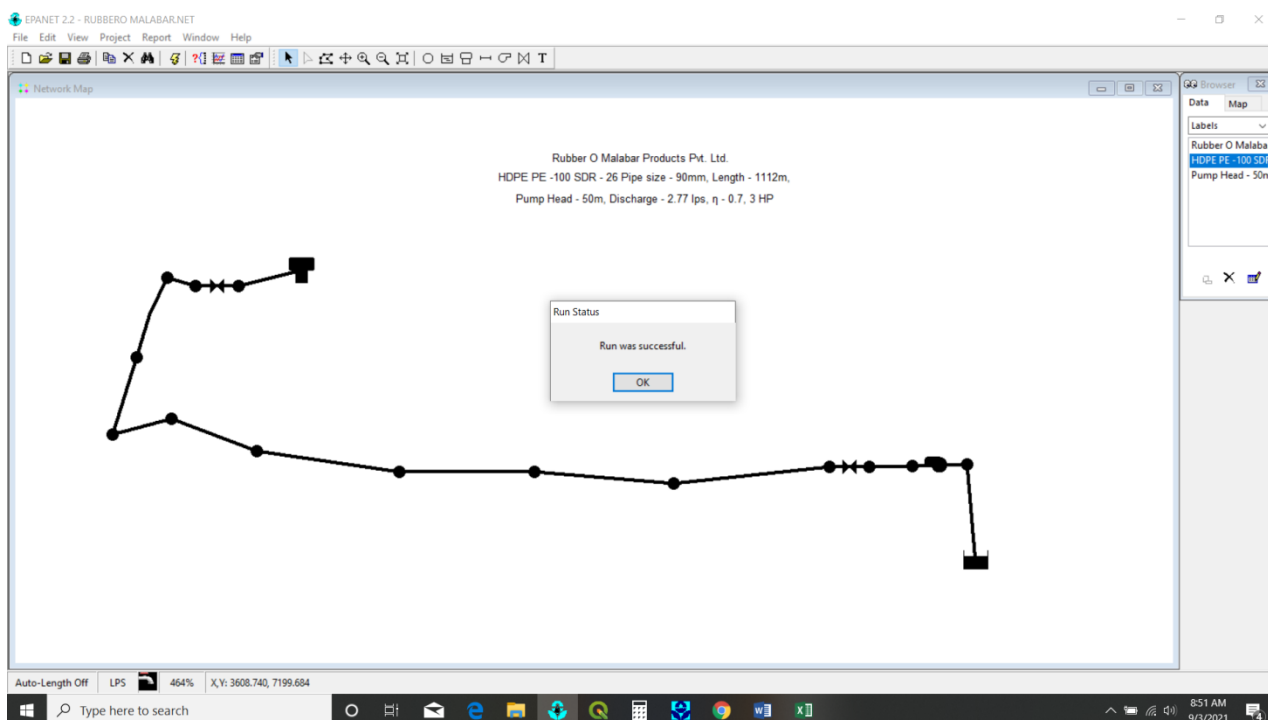 EPANET 2.2 - RUBBERO MALABAR.NET
File Edit View Project Report Window Help
Network Map
Browser
Data Map
Labels
Rubber O Malaba
HDPE PE -100 SDR
Pump Head - 50m
Rubber O Malabar Products Pvt. Ltd.
HDPE PE -100 SDR - 26 Pipe size - 90mm, Length - 1112m,
Pump Head - 50m, Discharge - 2.77 lps, η - 0.7, 3 HP
Run Status
Run was successful.
OK
Auto-Length Off LPS 464% X,Y: 3608.740, 7199.684
Type here to search
8:51 AM
9/3/2021